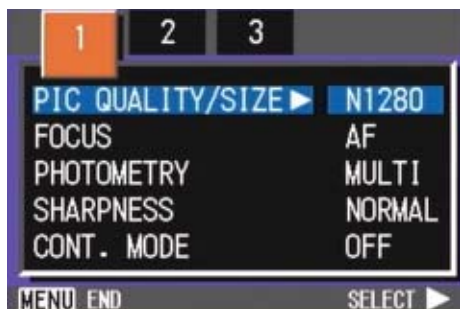 1 2 3
PIC QUALITY/SIZE▶ N1280
FOCUS AF
PHOTOMETRY MULTI
SHARPNESS NORMAL
CONT. MODE OFF
MENU END SELECT ▶